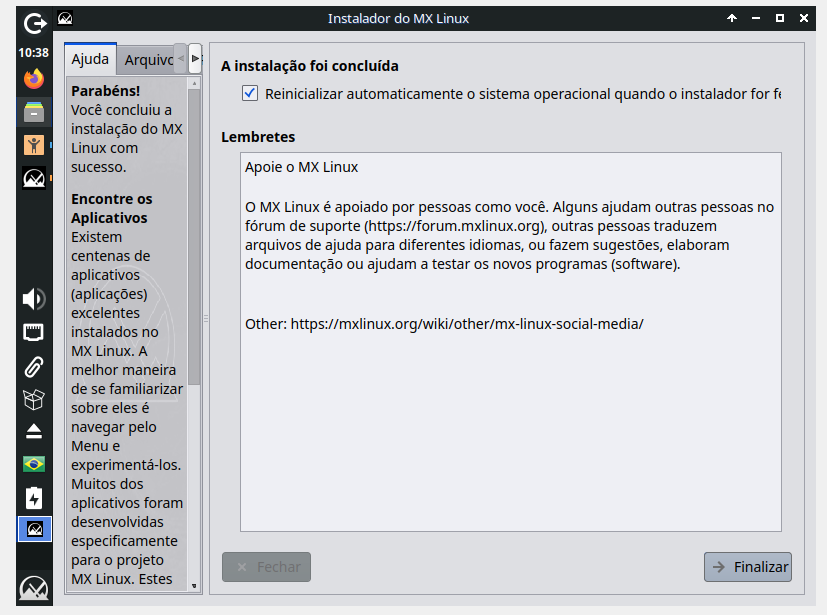 Instalador do MX Linux
10:38
Ajuda
Arquivo
Parabéns!
Você concluiu a
instalação do MX
Linux com
sucesso.
Encontre os
Aplicativos
Existem
centenas de
aplicativos
(aplicações)
excelentes
instalados no
MX Linux. A
melhor maneira
de se familiarizar
sobre eles é
navegar pelo
Menu e
experimentá-los.
Muitos dos
aplicativos foram
desenvolvidas
especificamente
para o projeto
MX Linux. Estes
A instalação foi concluída
Reinicializar automaticamente o sistema operacional quando o instalador for
Lembretes
Apoie o MX Linux
O MX Linux é apoiado por pessoas como você. Alguns ajudam outras pessoas no
fórum de suporte (https://forum.mxlinux.org), outras pessoas traduzem
arquivos de ajuda para diferentes idiomas, ou fazem sugestões, elaboram
documentação ou ajudam a testar os novos programas (software).
Other: https://mxlinux.org/wiki/other/mx-linux-social-media/
Fechar
Finalizar